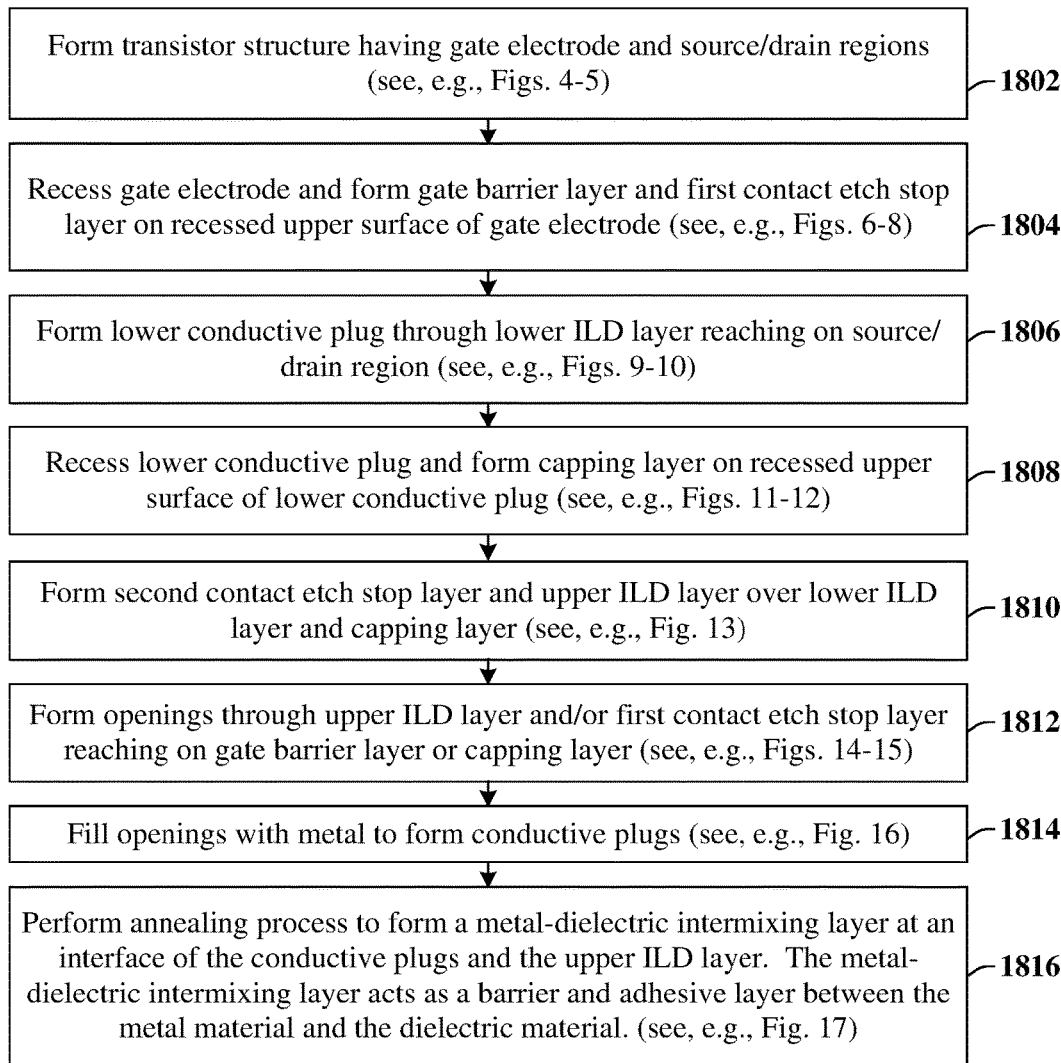 Form transistor structure having gate electrode and source/drain regions
(see, e.g., Figs. 4-5)
1802
Recess gate electrode and form gate barrier layer and first contact etch stop
layer on recessed upper surface of gate electrode (see, e.g., Figs. 6-8)
1804
Form lower conductive plug through lower ILD layer reaching on source/
drain region (see, e.g., Figs. 9-10)
1806
Recess lower conductive plug and form capping layer on recessed upper
surface of lower conductive plug (see, e.g., Figs. 11-12)
1808
Form second contact etch stop layer and upper ILD layer over lower ILD
layer and capping layer (see, e.g., Fig. 13)
1810
Form openings through upper ILD layer and/or first contact etch stop layer
reaching on gate barrier layer or capping layer (see, e.g., Figs. 14-15)
1812
Fill openings with metal to form conductive plugs (see, e.g., Fig. 16)
1814
Perform annealing process to form a metal-dielectric intermixing layer at an
interface of the conductive plugs and the upper ILD layer.  The metal-
dielectric intermixing layer acts as a barrier and adhesive layer between the
metal material and the dielectric material. (see, e.g., Fig. 17)
1816